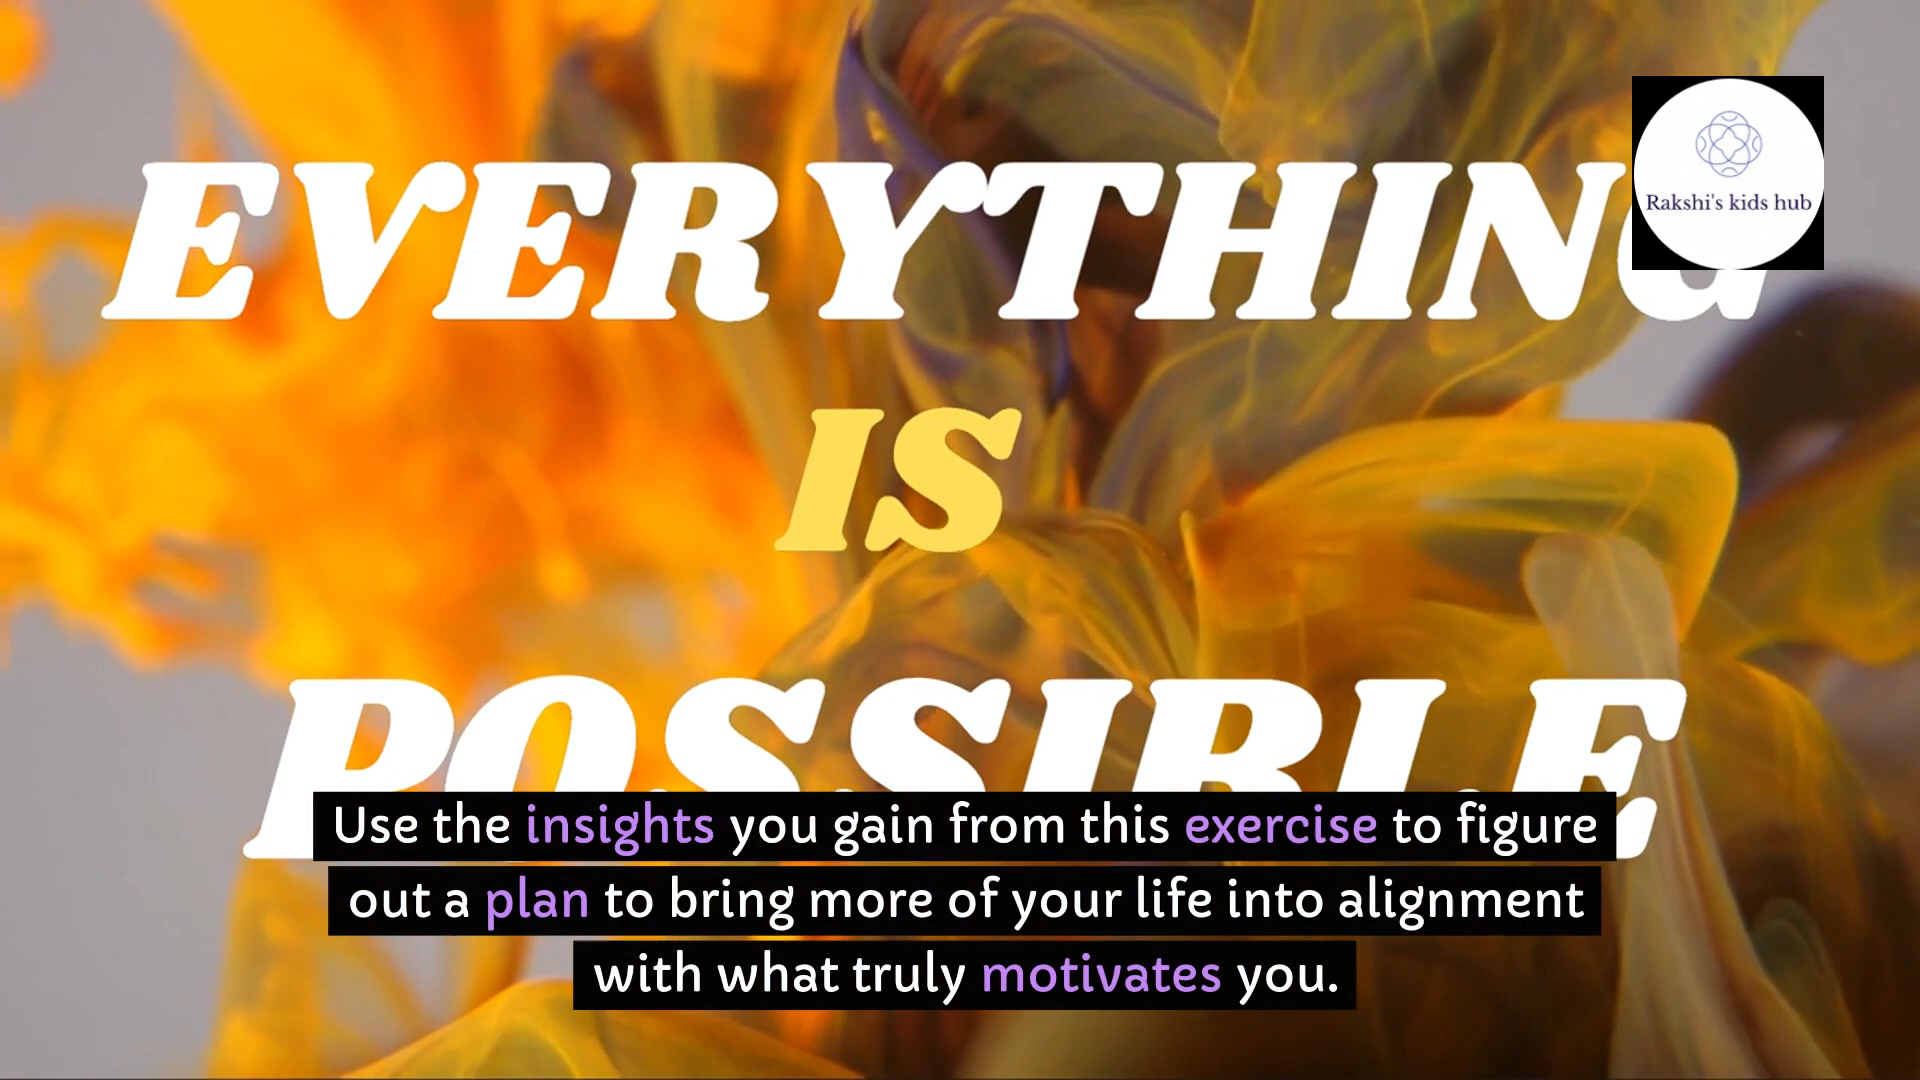 EVERYTHING
Rakshi's kids hub
IS
POSSIBLE
Use the insights you gain from this exercise to figure
out a plan to bring more of your life into alignment
with what truly motivates you.